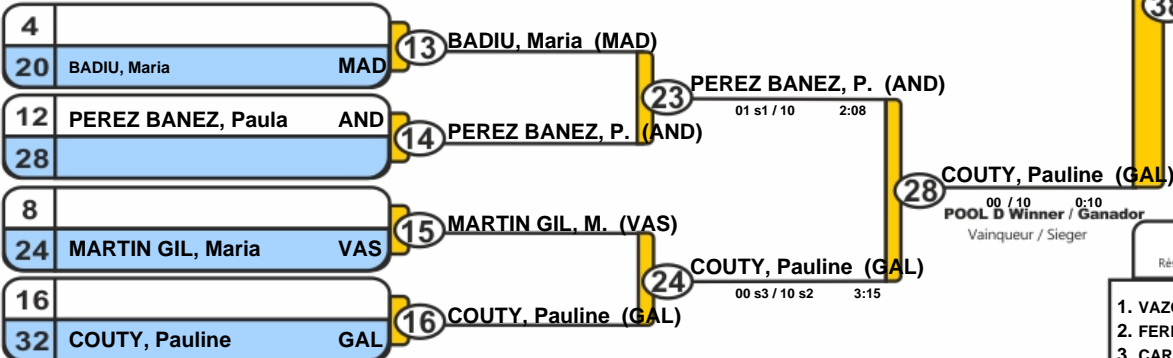 4
20 BADIU, Maria MAD
13 BADIU, Maria (MAD)
12 PEREZ BANEZ, Paula AND
28
14 PEREZ BANEZ, P. (AND)
23 PEREZ BANEZ, P. (AND)
01 s1 / 10 2:08
8
24 MARTIN GIL, Maria VAS
15 MARTIN GIL, M. (VAS)
16
32 COUTY, Pauline GAL
16 COUTY, Pauline (GAL)
24 COUTY, Pauline (GAL)
00 s3 / 10 s2 3:15
28 COUTY, Pauline (GAL)
00 / 10 0:10
POOL D Winner / Ganador
Vainqueur / Sieger
38
1.
2.
3.